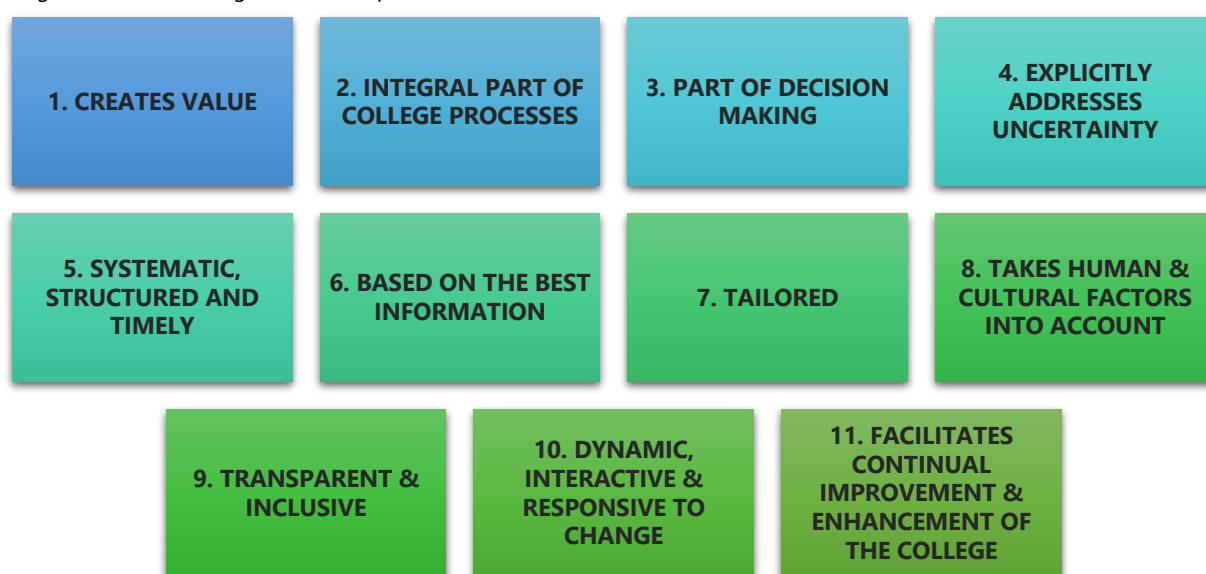 1. CREATES VALUE
2. INTEGRAL PART OF
COLLEGE PROCESSES
3. PART OF DECISION
MAKING
4. EXPLICITLY
ADDRESSES
UNCERTAINTY
5. SYSTEMATIC,
STRUCTURED AND
TIMELY
6. BASED ON THE BEST
INFORMATION
7. TAILORED
8. TAKES HUMAN &
CULTURAL FACTORS
INTO ACCOUNT
9. TRANSPARENT &
INCLUSIVE
10. DYNAMIC,
INTERACTIVE &
RESPONSIVE TO
CHANGE
11. FACILITATES
CONTINUAL
IMPROVEMENT &
ENHANCEMENT OF
THE COLLEGE